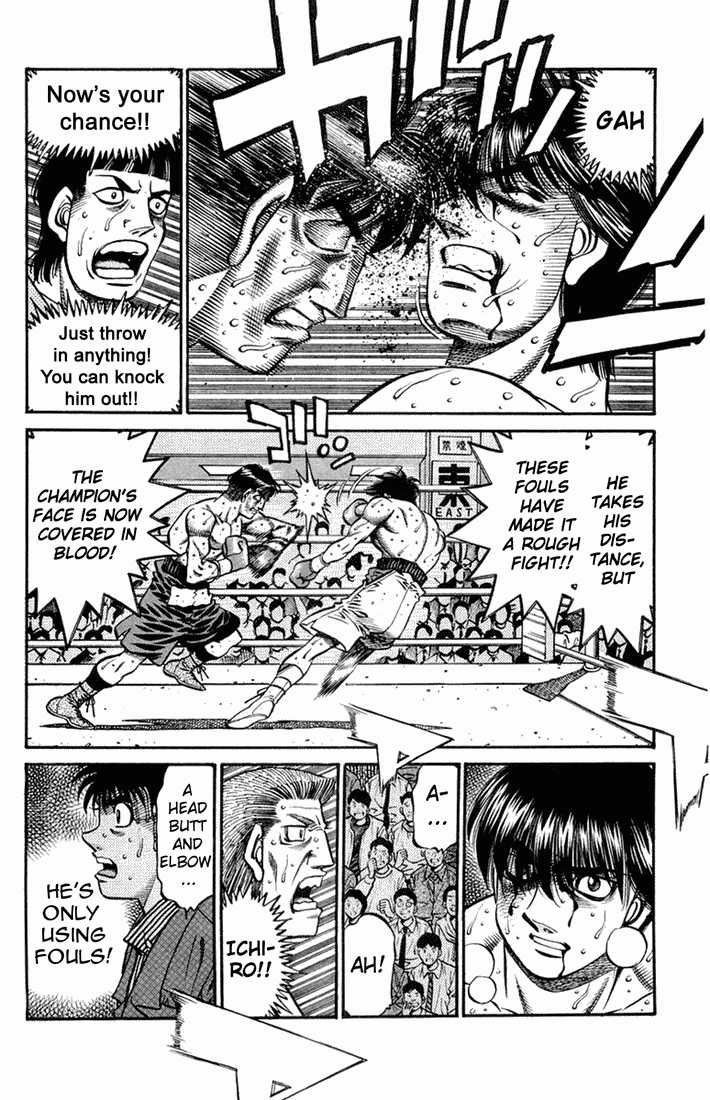 GAH
Now's your
chance!!
Just throw
in anything!
You can knock
him out!!
HE
TAKES
HIS
DIS-
TANCE,
BUT
THESE
FOULS
HAVE
MADE IT
A ROUGH
FIGHT!!
THE
CHAMPION'S
FACE IS NOW
COVERED IN
BLOOD!
東
EAST
A-
...
AH!
ICHI-
RO!!
A
HEAD
BUTT
AND
ELBOW
...
HE'S
ONLY
USING
FOULS!